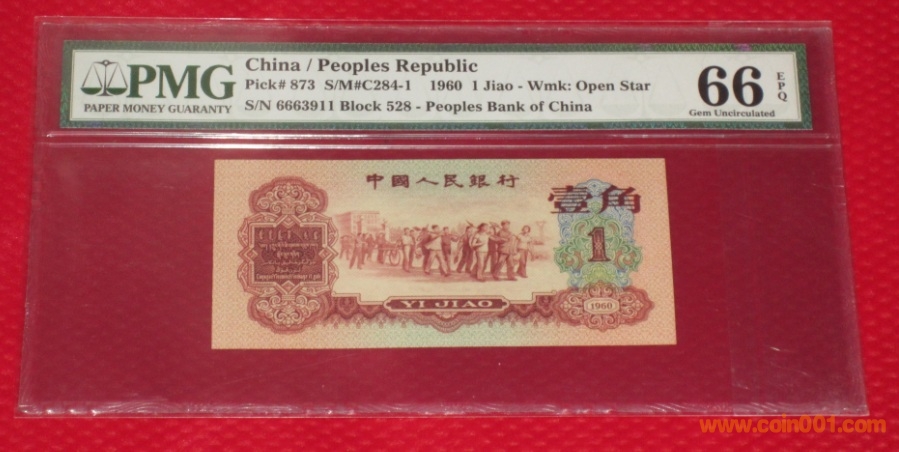 PMG
PAPER MONEY GUARANTY
China / Peoples Republic
Pick# 873 S/M#C284-1 1960 1 Jiao - Wmk: Open Star
S/N 6663911 Block 528 - Peoples Bank of China
66 EPQ
Gem Uncirculated
中國人民銀行
壹角
1
YI JIAO
1960
www.coin001.com